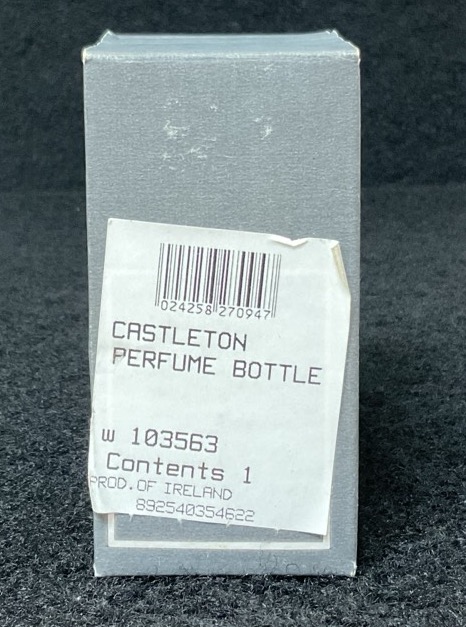 024258 270947
CASTLETON
PERFUME BOTTLE
w 103563
Contents 1
PROD. OF IRELAND
892540354622